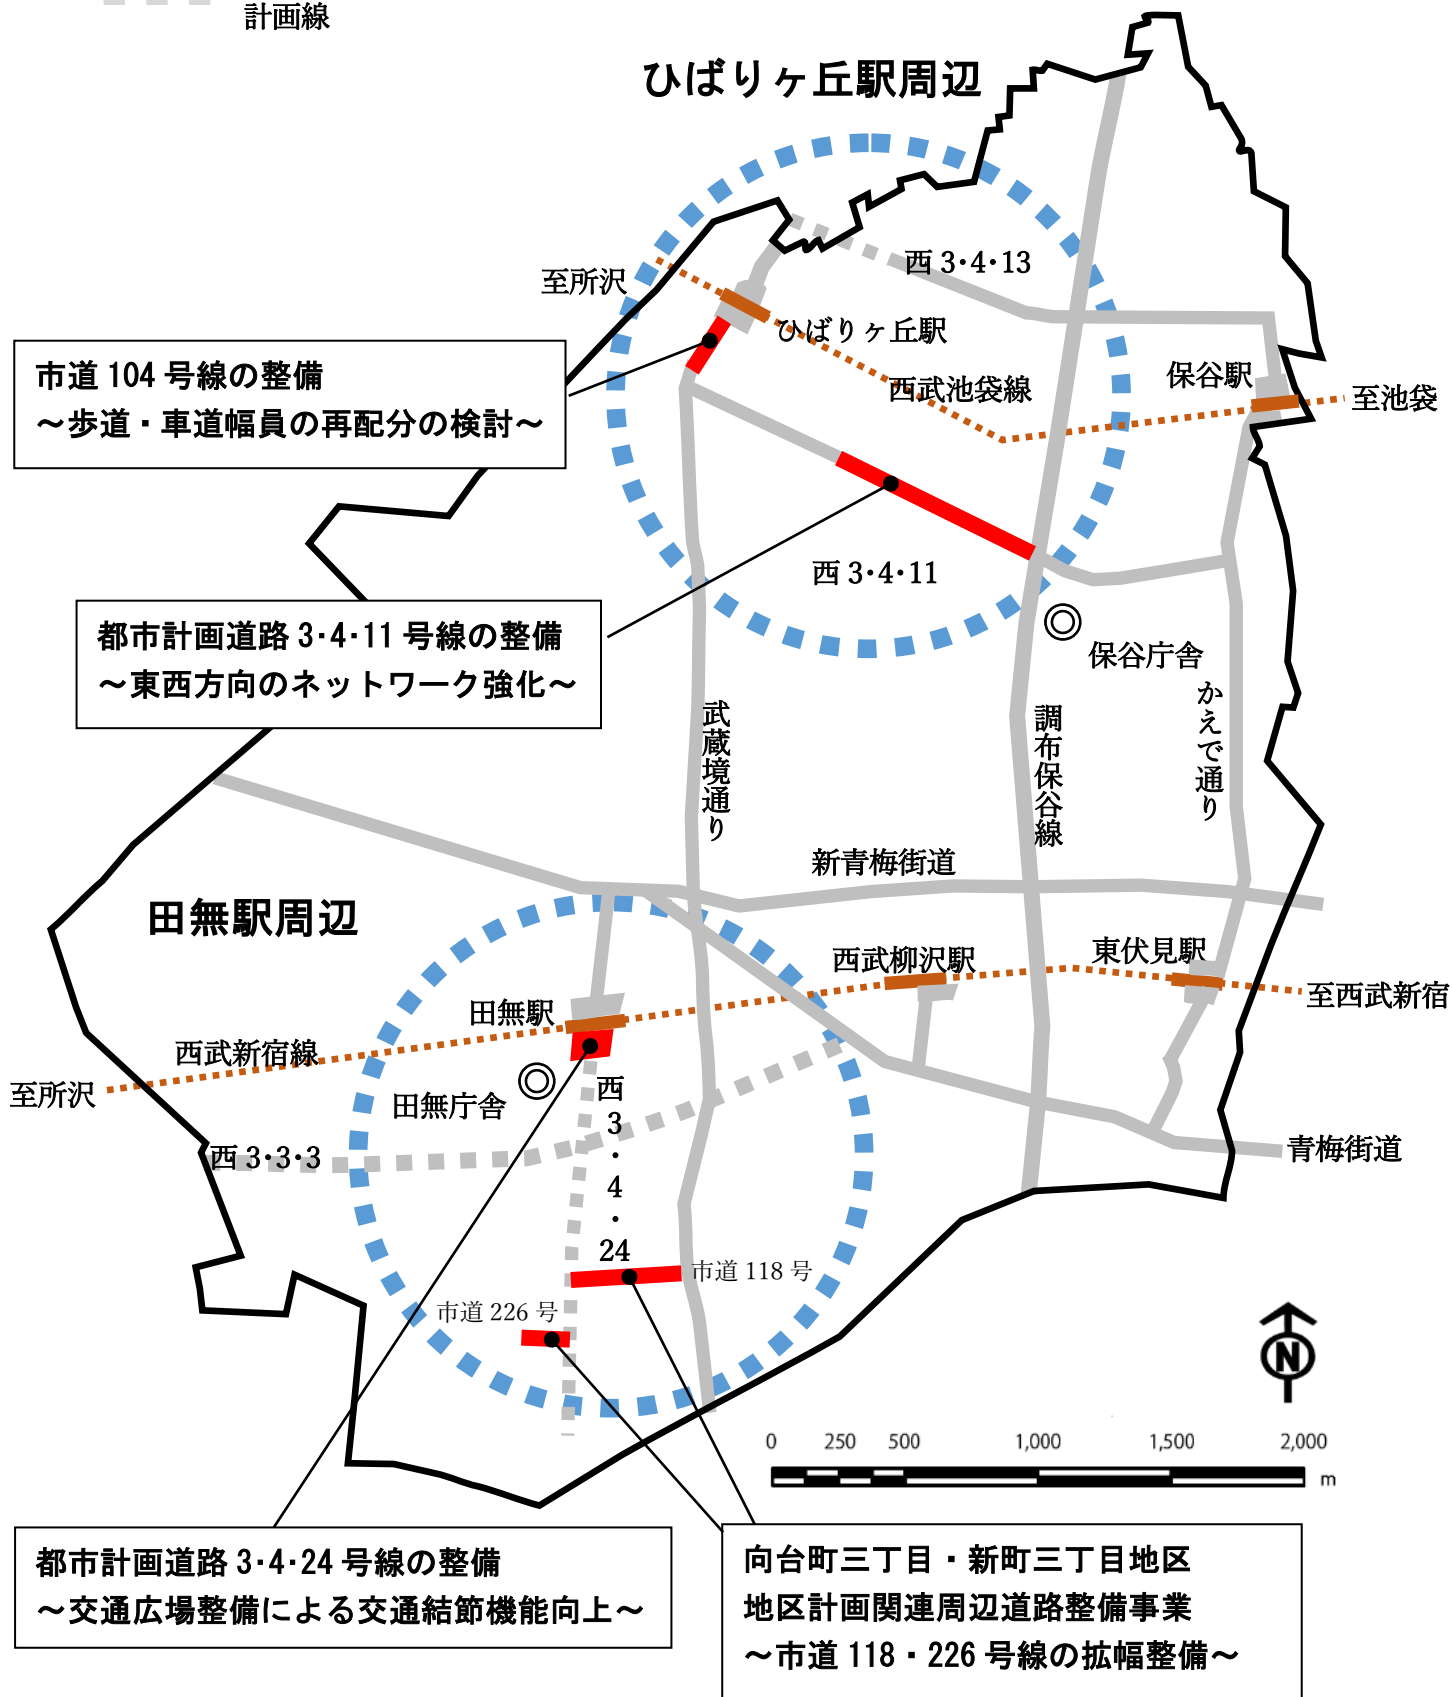 計画線
ひばりヶ丘駅周辺
西 3・4・13
至所沢
ひばりヶ丘駅
西武池袋線
保谷駅
至池袋
市道 104 号線の整備
～歩道・車道幅員の再配分の検討～
西 3・4・11
都市計画道路 3・4・11 号線の整備
～東西方向のネットワーク強化～
保谷庁舎
武蔵境通り
調布保谷線
かえで通り
新青梅街道
田無駅周辺
西武柳沢駅
東伏見駅
至西武新宿
田無駅
西武新宿線
至所沢
田無庁舎
西 3・4・24
西 3・3・3
青梅街道
市道 118 号
市道 226 号
N
0 250 500 1,000 1,500 2,000
m
都市計画道路 3・4・24 号線の整備
～交通広場整備による交通結節機能向上～
向台町三丁目・新町三丁目地区
地区計画関連周辺道路整備事業
～市道 118・226 号線の拡幅整備～